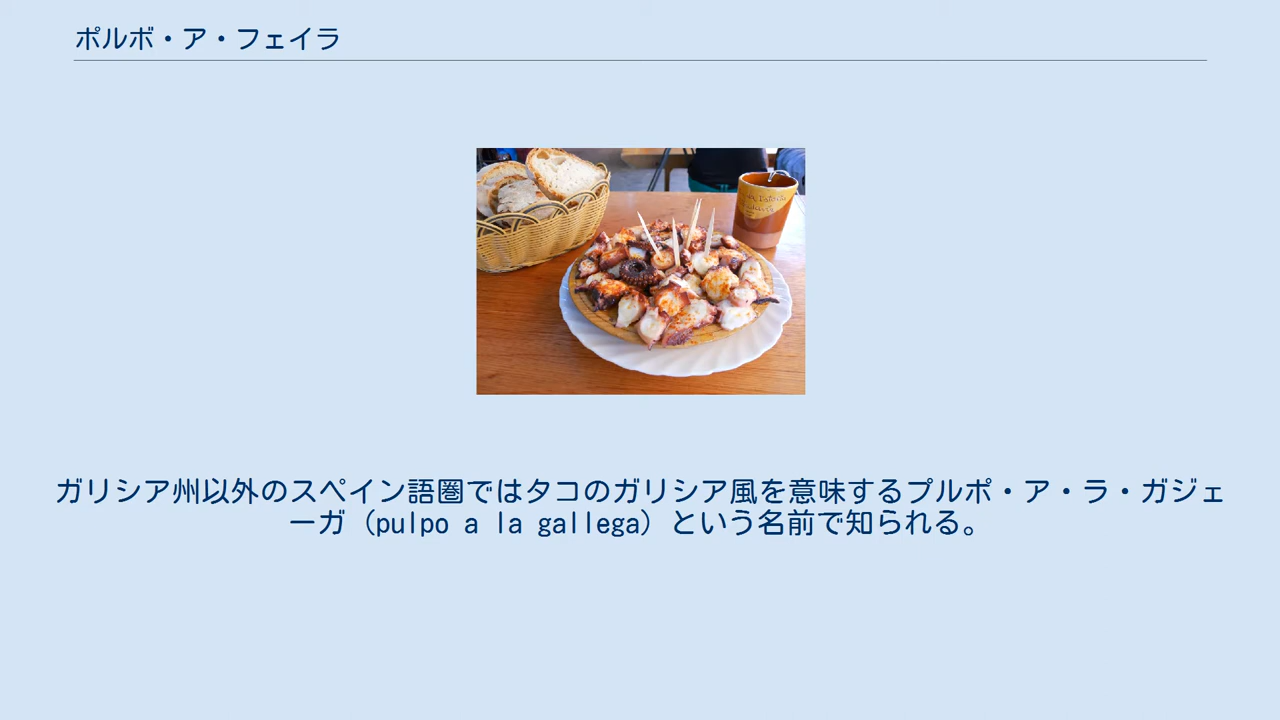 ポルボ・ア・フェイラ
ガリシア州以外のスペイン語圏ではタコのガリシア風を意味するプルポ・ア・ラ・ガジェ
ーガ（pulpo a la gallega）という名前で知られる。